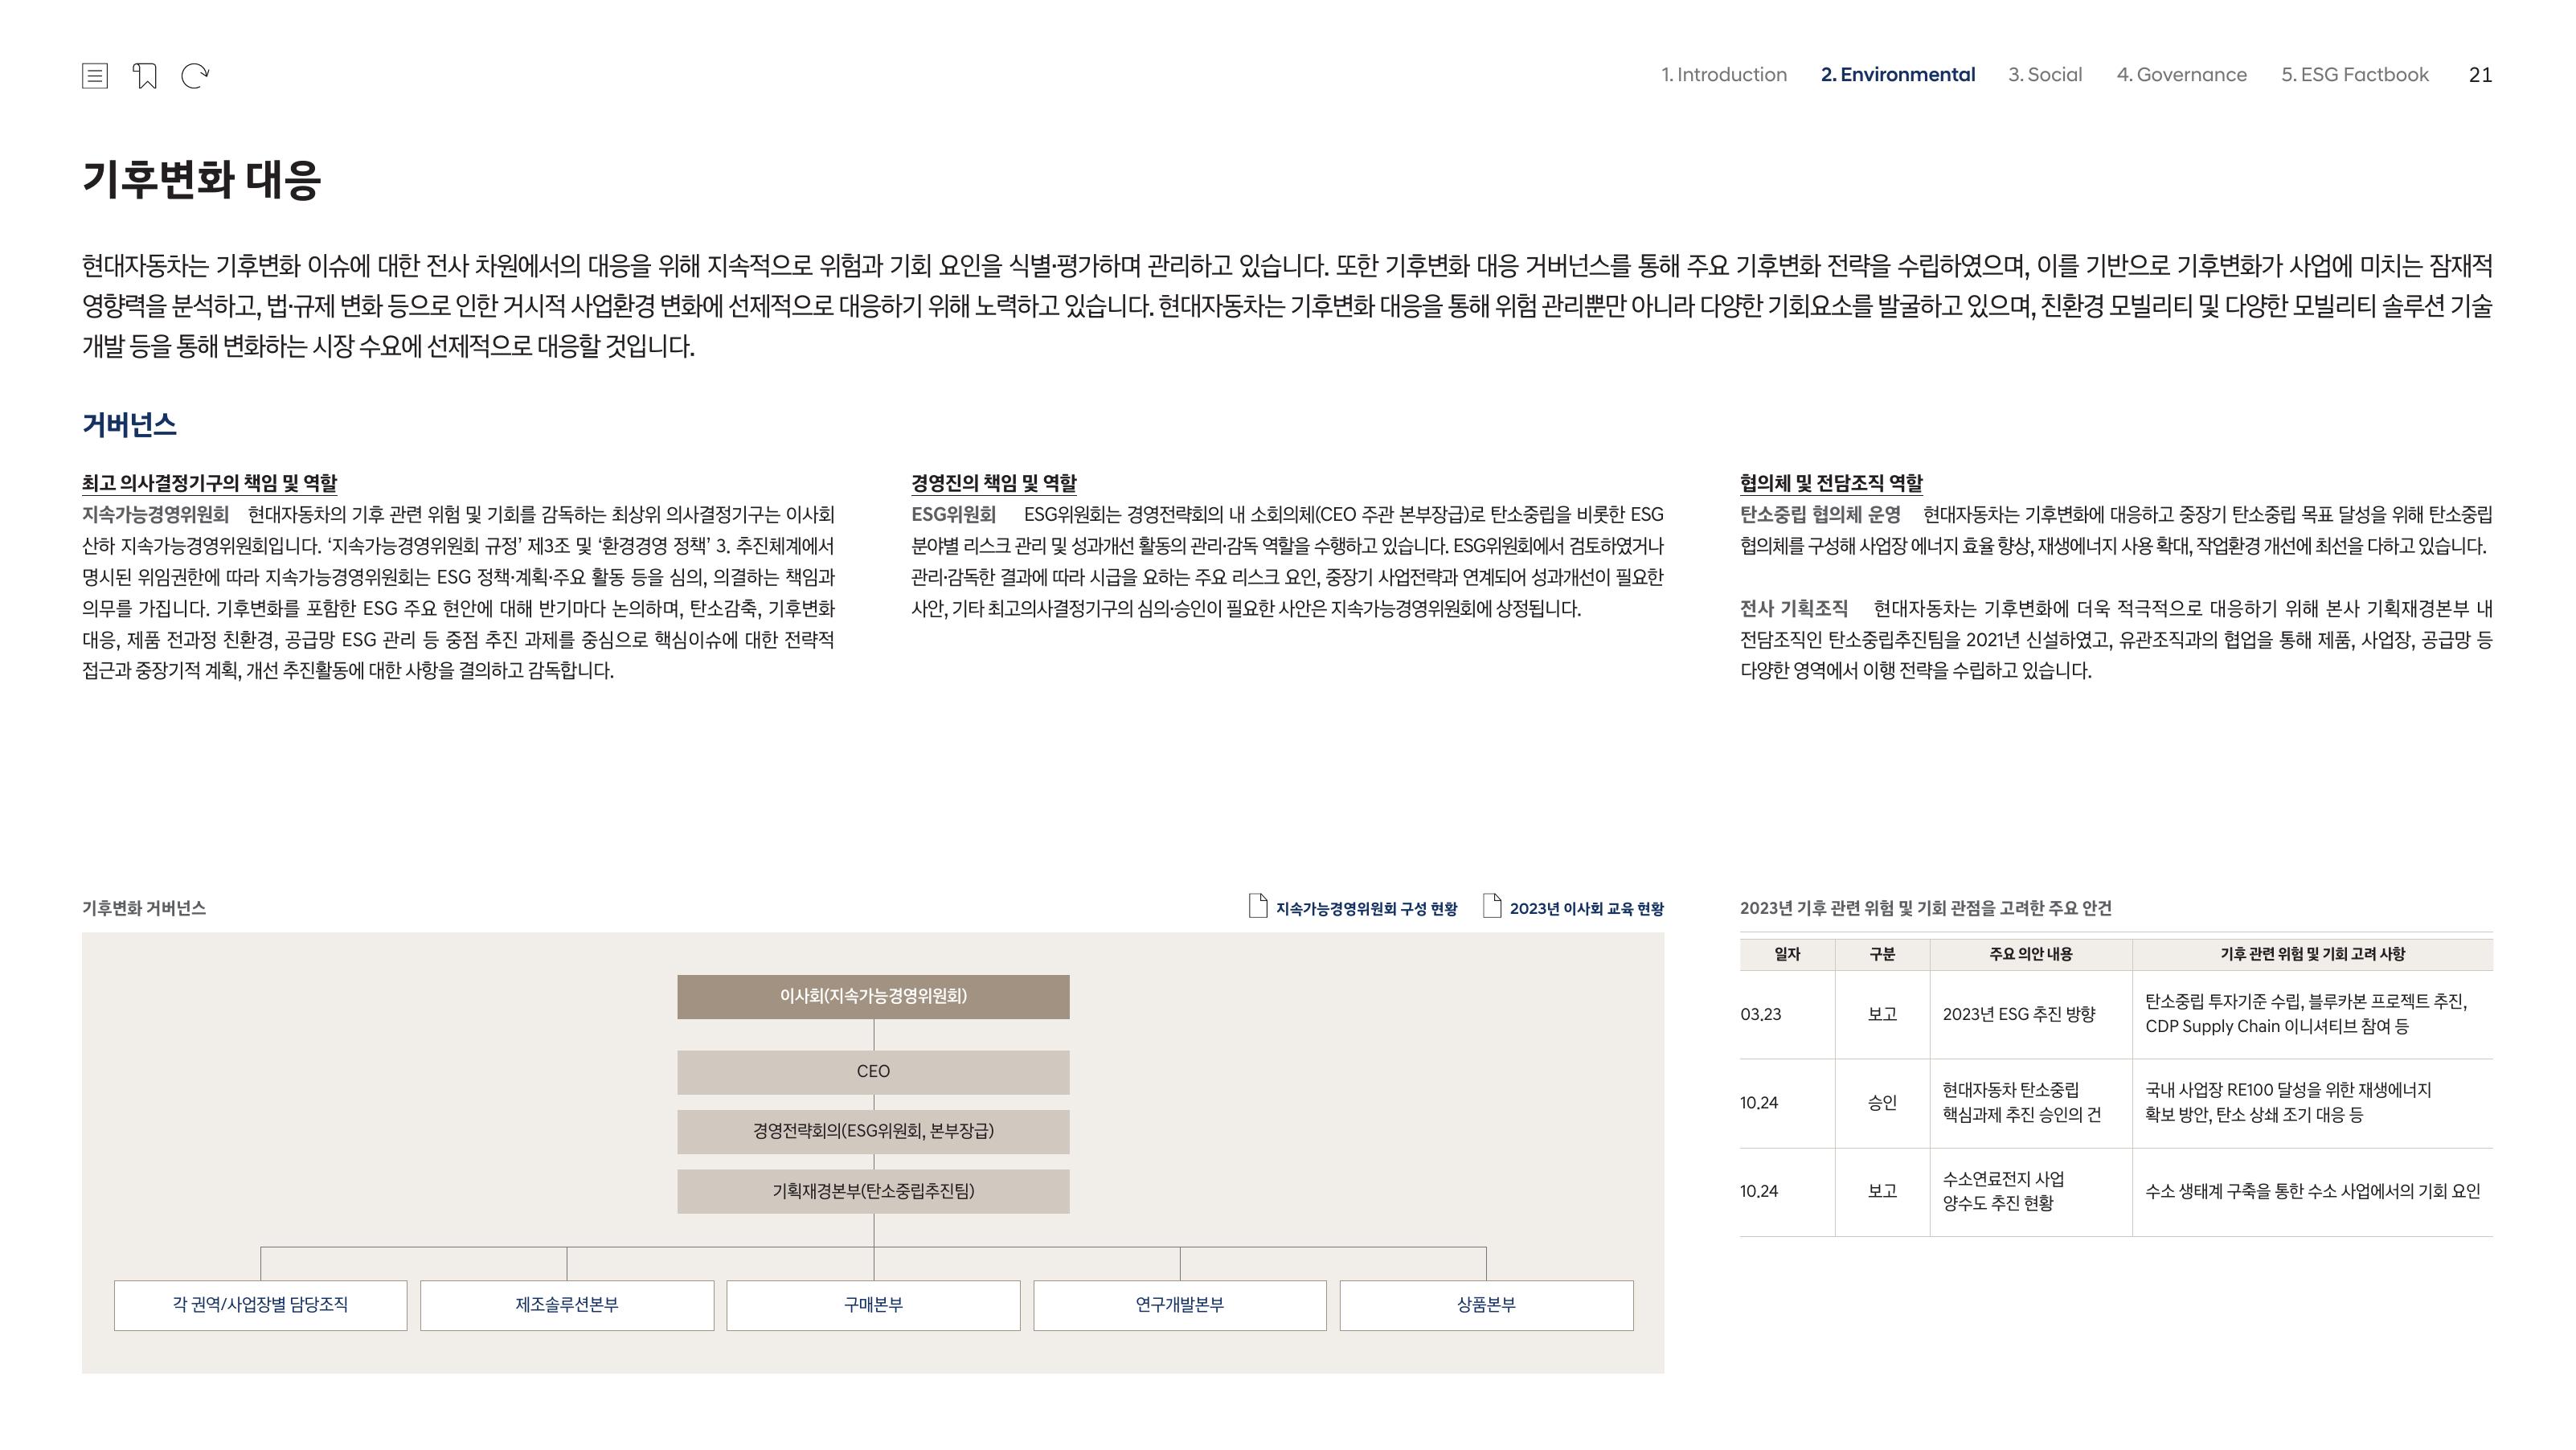 1. Introduction 2. Environmental 3. Social 4. Governance 5. ESG Factbook 21
기후변화 대응
현대자동차는 기후변화 이슈에 대한 전사 차원에서의 대응을 위해 지속적으로 위험과 기회 요인을 식별·평가하며 관리하고 있습니다. 또한 기후변화 대응 거버넌스를 통해 주요 기후변화 전략을 수립하였으며, 이를 기반으로 기후변화가 사업에 미치는 잠재적
영향력을 분석하고, 법·규제 변화 등으로 인한 거시적 사업환경 변화에 선제적으로 대응하기 위해 노력하고 있습니다. 현대자동차는 기후변화 대응을 통해 위험 관리뿐만 아니라 다양한 기회요소를 발굴하고 있으며, 친환경 모빌리티 및 다양한 모빌리티 솔루션 기술
개발 등을 통해 변화하는 시장 수요에 선제적으로 대응할 것입니다.
거버넌스
최고 의사결정기구의 책임 및 역할
지속가능경영위원회 현대자동차의 기후 관련 위험 및 기회를 감독하는 최상위 의사결정기구는 이사회
산하 지속가능경영위원회입니다. ‘지속가능경영위원회 규정’ 제3조 및 ‘환경경영 정책’ 3. 추진체계에서
명시된 위임권한에 따라 지속가능경영위원회는 ESG 정책·계획·주요 활동 등을 심의, 의결하는 책임과
의무를 가집니다. 기후변화를 포함한 ESG 주요 현안에 대해 반기마다 논의하며, 탄소감축, 기후변화
대응, 제품 전과정 친환경, 공급망 ESG 관리 등 중점 추진 과제를 중심으로 핵심이슈에 대한 전략적
접근과 중장기적 계획, 개선 추진활동에 대한 사항을 결의하고 감독합니다.
경영진의 책임 및 역할
ESG위원회 ESG위원회는 경영전략회의 내 소회의체(CEO 주관 본부장급)로 탄소중립을 비롯한 ESG
분야별 리스크 관리 및 성과개선 활동의 관리·감독 역할을 수행하고 있습니다. ESG위원회에서 검토하였거나
관리·감독한 결과에 따라 시급을 요하는 주요 리스크 요인, 중장기 사업전략과 연계되어 성과개선이 필요한
사안, 기타 최고의사결정기구의 심의·승인이 필요한 사안은 지속가능경영위원회에 상정됩니다.
협의체 및 전담조직 역할
탄소중립 협의체 운영 현대자동차는 기후변화에 대응하고 중장기 탄소중립 목표 달성을 위해 탄소중립
협의체를 구성해 사업장 에너지 효율 향상, 재생에너지 사용 확대, 작업환경 개선에 최선을 다하고 있습니다.
전사 기획조직 현대자동차는 기후변화에 더욱 적극적으로 대응하기 위해 본사 기획재경본부 내
전담조직인 탄소중립추진팀을 2021년 신설하였고, 유관조직과의 협업을 통해 제품, 사업장, 공급망 등
다양한 영역에서 이행 전략을 수립하고 있습니다.
기후변화 거버넌스
지속가능경영위원회 구성 현황 2023년 이사회 교육 현황
이사회(지속가능경영위원회)
CEO
경영전략회의(ESG위원회, 본부장급)
기획재경본부(탄소중립추진팀)
각 권역/사업장별 담당조직 제조솔루션본부 구매본부 연구개발본부 상품본부
2023년 기후 관련 위험 및 기회 관점을 고려한 주요 안건
일자 구분 주요 의안 내용 기후 관련 위험 및 기회 고려 사항
03.23 보고 2023년 ESG 추진 방향 탄소중립 투자기준 수립, 블루카본 프로젝트 추진,
CDP Supply Chain 이니셔티브 참여 등
10.24 승인 현대자동차 탄소중립
핵심과제 추진 승인의 건
국내 사업장 RE100 달성을 위한 재생에너지
확보 방안, 탄소 상쇄 조기 대응 등
10.24 보고 수소연료전지 사업
양수도 추진 현황
수소 생태계 구축을 통한 수소 사업에서의 기회 요인